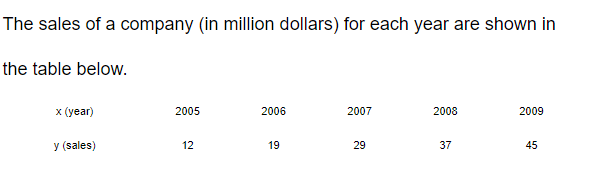 The sales of a company (in million dollars) for each year are shown in
the table below.
x (year) 2005 2006 2007 2008 2009
y (sales) 12 19 29 37 45